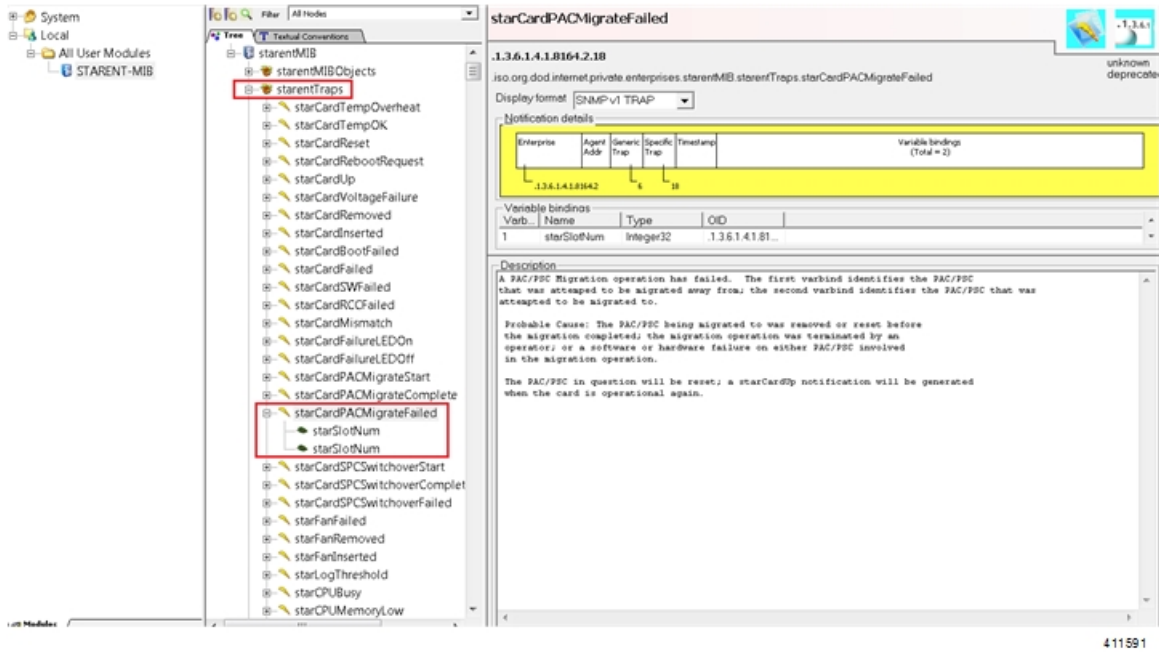 System
Local
All User Modules
STARENT-MIB
Modules
Filter All Nodes
Tree Textual Conventions
starentMIB
starentMIBObjects
starentTraps
starCardTempOverheat
starCardTempOK
starCardReset
starCardRebootRequest
starCardUp
starCardVoltageFailure
starCardRemoved
starCardInserted
starCardBootFailed
starCardFailed
starCardSWFailed
starCardRCCFailed
starCardMismatch
starCardFailureLEDOn
starCardFailureLEDOff
starCardPACMigrateStart
starCardPACMigrateComplete
starCardPACMigrateFailed
starSlotNum
starSlotNum
starCardSPCSwitchoverStart
starCardSPCSwitchoverComplet
starCardSPCSwitchoverFailed
starFanFailed
starFanRemoved
starFanInserted
starLogThreshold
starCPUBusy
starCPUMemoryLow
starCardPACMigrateFailed
.1.3.6.1
.1.3.6.1.4.1.8164.2.18
unknown
deprecate
.iso.org.dod.internet.private.enterprises.starentMIB.starentTraps.starCardPACMigrateFailed
Display format SNMPv1 TRAP
Notification details
Enterprise Agent Addr Generic Trap Specific Trap Timestamp Variable bindings
(Total = 2)
.1.3.6.1.4.1.8164.2 6 18
Variable bindings
Varb... Name Type OID
1 starSlotNum Integer32 .1.3.6.1.4.1.81...
Description
A PAC/PSC Migration operation has failed. The first varbind identifies the PAC/PSC
that was attemped to be migrated away from; the second varbind identifies the PAC/PSC that was
attempted to be migrated to.
Probable Cause: The PAC/PSC being migrated to was removed or reset before
the migration completed; the migration operation was terminated by an
operator; or a software or hardware failure on either PAC/PSC involved
in the migration operation.
The PAC/PSC in question will be reset; a starCardUp notification will be generated
when the card is operational again.
411591